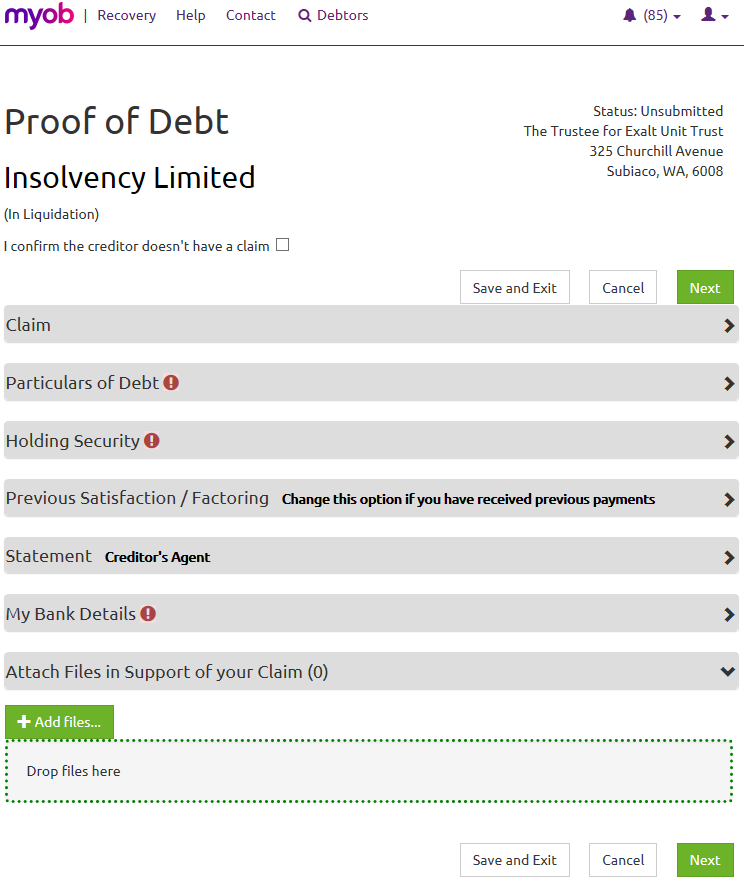 myob | Recovery Help Contact Debtors (85)
Proof of Debt
Status: Unsubmitted
The Trustee for Exalt Unit Trust
325 Churchill Avenue
Subiaco, WA, 6008
Insolvency Limited
(In Liquidation)
I confirm the creditor doesn't have a claim
Save and Exit Cancel Next
Claim
Particulars of Debt
Holding Security
Previous Satisfaction / Factoring Change this option if you have received previous payments
Statement Creditor's Agent
My Bank Details
Attach Files in Support of your Claim (0)
+ Add files...
Drop files here
Save and Exit Cancel Next